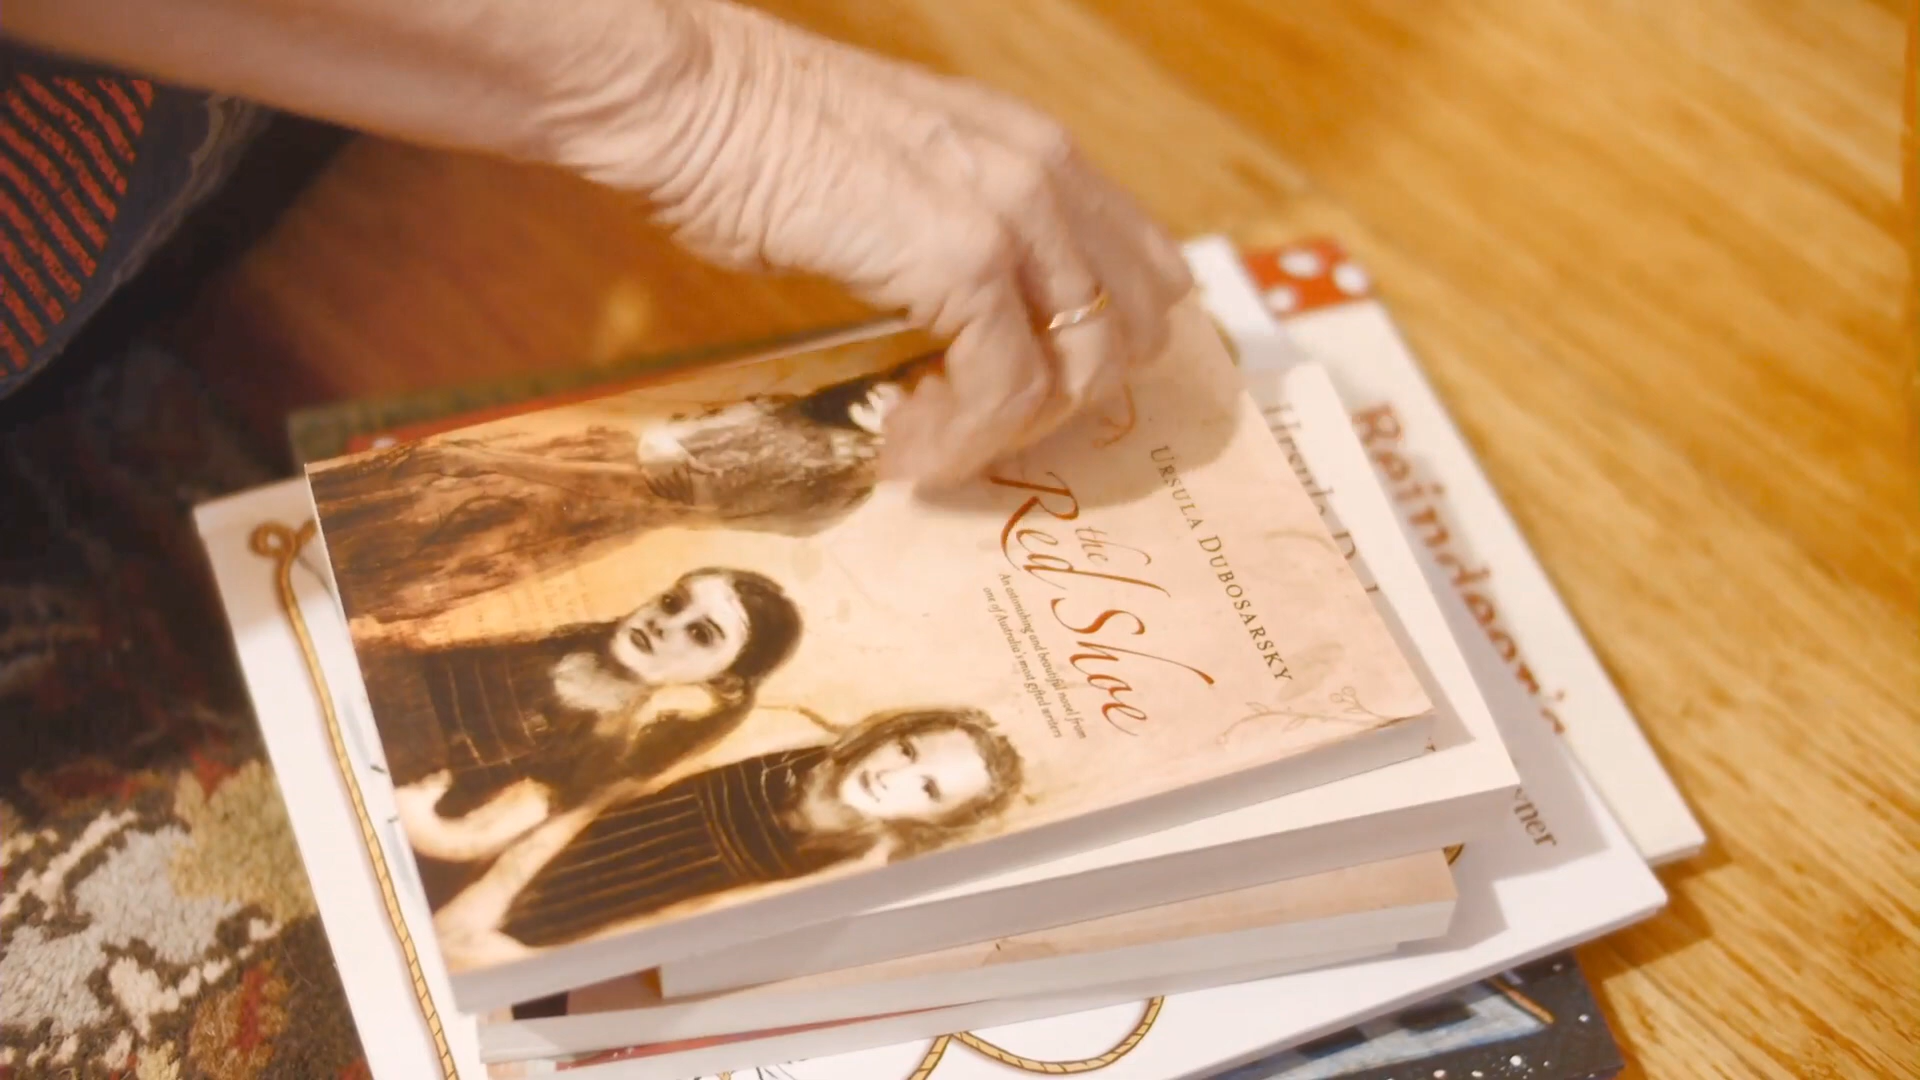 URSULA DUBOSARSKY
the
Red Shoe
An astonishing and beautiful novel from
one of Australia's most gifted writers
Reindeer's